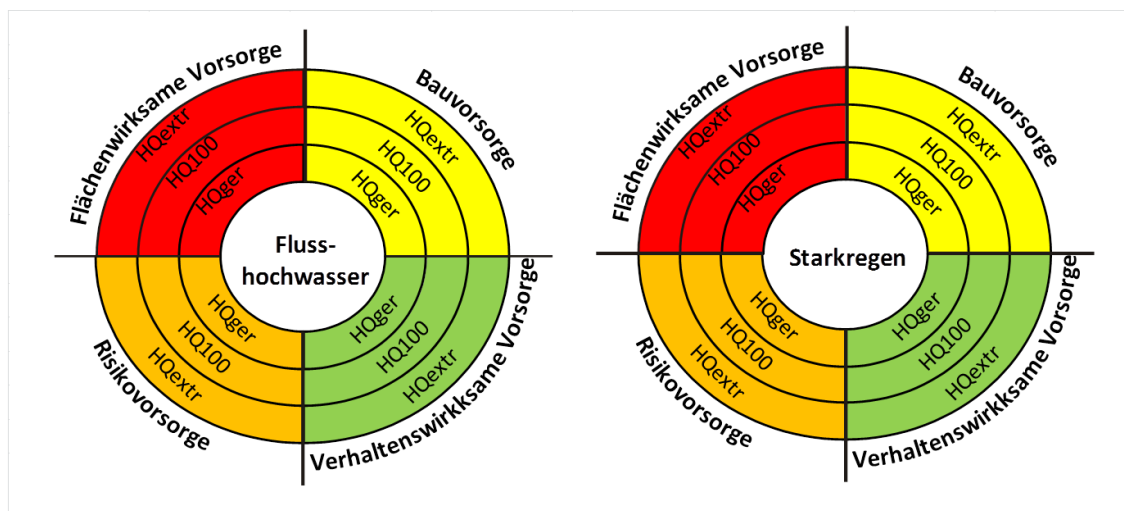 Flächenwirksame Vorsorge
Bauvorsorge
HQextr
HQ100
HQger
HQextr
HQ100
HQger
Fluss-
hochwasser
HQger
HQ100
HQextr
HQger
HQ100
HQextr
Risikovorsorge
Verhaltenswirkksame Vorsorge
Flächenwirksame Vorsorge
Bauvorsorge
HQextr
HQ100
HQger
HQextr
HQ100
HQger
Starkregen
HQger
HQ100
HQextr
HQger
HQ100
HQextr
Risikovorsorge
Verhaltenswirkksame Vorsorge